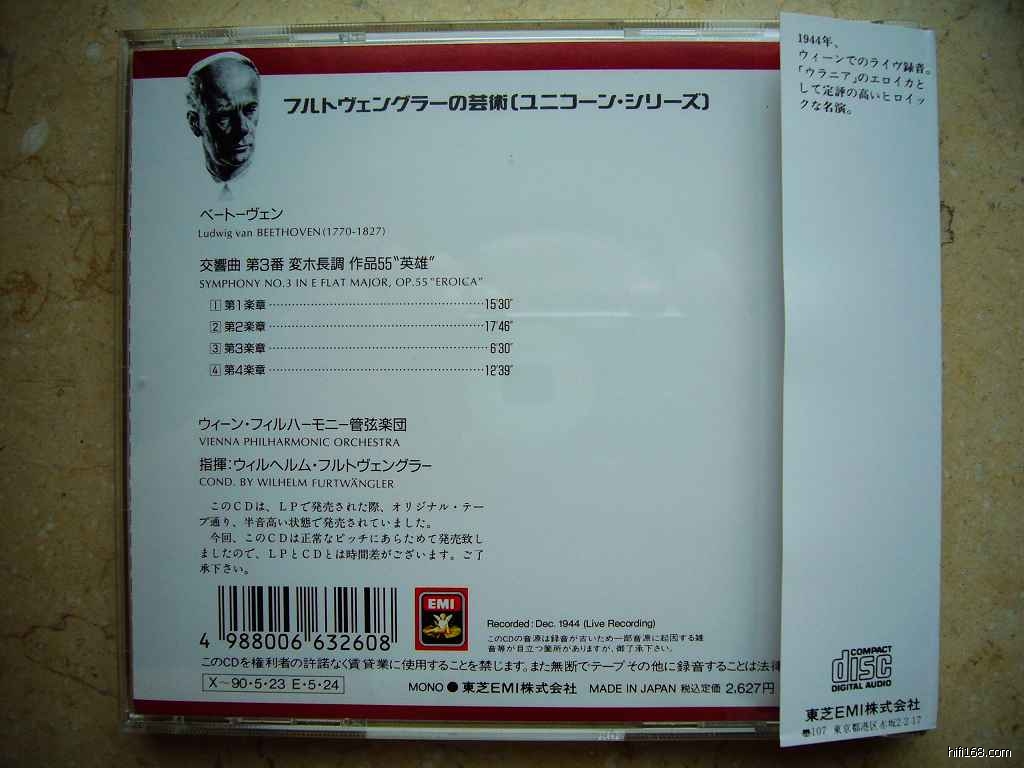 フルトヴェングラーの芸術〔ユニコーン・シリーズ〕
ベートーヴェン
Ludwig van BEETHOVEN (1770-1827)
交響曲 第3番 変ホ長調 作品55“英雄”
SYMPHONY NO.3 IN E FLAT MAJOR, OP.55 “EROICA”
1 第1楽章 15'30"
2 第2楽章 17'46"
3 第3楽章 6'30"
4 第4楽章 12'39"
ウィーン・フィルハーモニー管弦楽団
VIENNA PHILHARMONIC ORCHESTRA
指揮:ウィルヘルム・フルトヴェングラー
COND. BY WILHELM FURTWÄNGLER
このCDは、LPで発売された際、オリジナル・テー
プ通り、半音高い状態で発売されていました。
今回、このCDは正常なピッチにあらためて発売致し
ましたので、LPとCDとは時間差がございます。ご了
承下さい。
4 988006 632608
EMI
Recorded: Dec. 1944 (Live Recording)
このCDの音源は録音が古いため一部音源に起因する雑
音等が目立つ箇所がありますが、御了承下さい。
このCDを権利者の許諾なく賃貸業に使用することを禁じます。また無断でテープその他に録音することは法律
X～90・5・23 E・5・24
MONO ● 東芝EMI株式会社 MADE IN JAPAN 税込定価 2,627円
1944年、
ウィーンでのライヴ録音。
「ウラニア」のエロイカと
して定評の高いヒロイッ
クな名演。
COMPACT
disc
DIGITAL AUDIO
東芝EMI株式会社
107 東京都港区赤坂2-2-17
hifi168.com